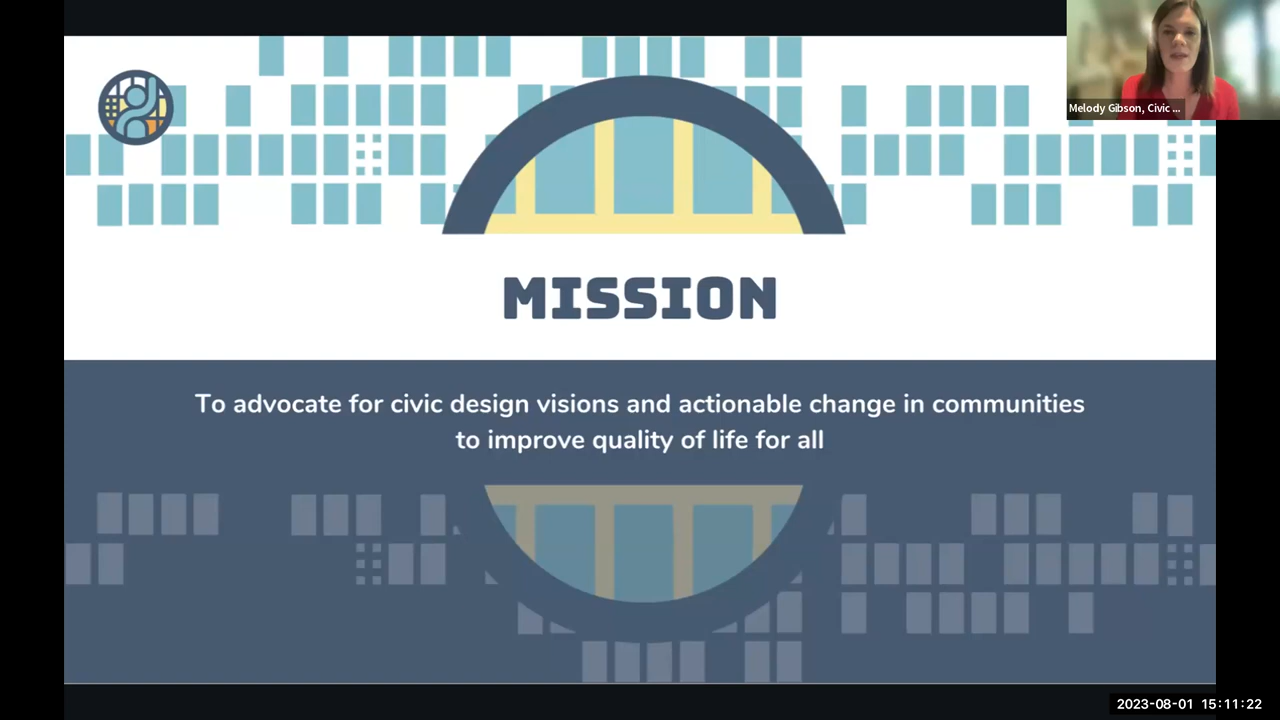 Melody Gibson, Civic ...
MISSION
To advocate for civic design visions and actionable change in communities
to improve quality of life for all
2023-08-01 15:11:22